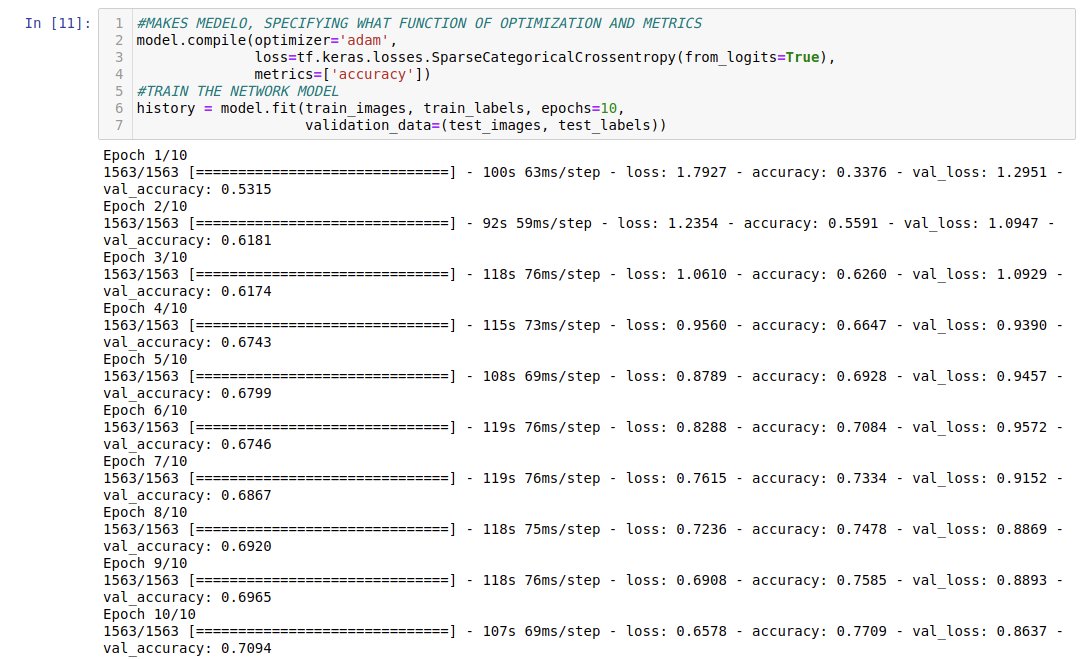 In [11]:
1 #MAKES MEDELO, SPECIFYING WHAT FUNCTION OF OPTIMIZATION AND METRICS
2 model.compile(optimizer='adam',
3               loss=tf.keras.losses.SparseCategoricalCrossentropy(from_logits=True),
4               metrics=['accuracy'])
5 #TRAIN THE NETWORK MODEL
6 history = model.fit(train_images, train_labels, epochs=10,
7                     validation_data=(test_images, test_labels))
Epoch 1/10
1563/1563 [==============================] - 100s 63ms/step - loss: 1.7927 - accuracy: 0.3376 - val_loss: 1.2951 -
val_accuracy: 0.5315
Epoch 2/10
1563/1563 [==============================] - 92s 59ms/step - loss: 1.2354 - accuracy: 0.5591 - val_loss: 1.0947 -
val_accuracy: 0.6181
Epoch 3/10
1563/1563 [==============================] - 118s 76ms/step - loss: 1.0610 - accuracy: 0.6260 - val_loss: 1.0929 -
val_accuracy: 0.6174
Epoch 4/10
1563/1563 [==============================] - 115s 73ms/step - loss: 0.9560 - accuracy: 0.6647 - val_loss: 0.9390 -
val_accuracy: 0.6743
Epoch 5/10
1563/1563 [==============================] - 108s 69ms/step - loss: 0.8789 - accuracy: 0.6928 - val_loss: 0.9457 -
val_accuracy: 0.6799
Epoch 6/10
1563/1563 [==============================] - 119s 76ms/step - loss: 0.8288 - accuracy: 0.7084 - val_loss: 0.9572 -
val_accuracy: 0.6746
Epoch 7/10
1563/1563 [==============================] - 119s 76ms/step - loss: 0.7615 - accuracy: 0.7334 - val_loss: 0.9152 -
val_accuracy: 0.6867
Epoch 8/10
1563/1563 [==============================] - 118s 75ms/step - loss: 0.7236 - accuracy: 0.7478 - val_loss: 0.8869 -
val_accuracy: 0.6920
Epoch 9/10
1563/1563 [==============================] - 118s 76ms/step - loss: 0.6908 - accuracy: 0.7585 - val_loss: 0.8893 -
val_accuracy: 0.6965
Epoch 10/10
1563/1563 [==============================] - 107s 69ms/step - loss: 0.6578 - accuracy: 0.7709 - val_loss: 0.8637 -
val_accuracy: 0.7094